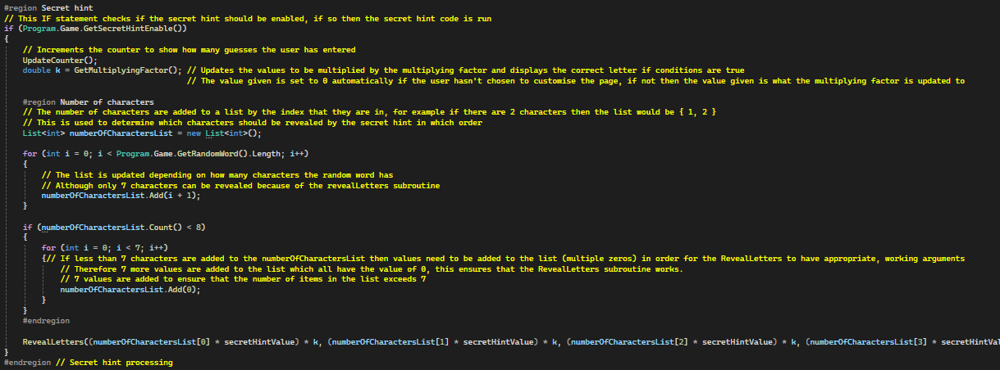 #region Secret hint
// This IF statement checks if the secret hint should be enabled, if so then the secret hint code is run
if (Program.Game.GetSecretHintEnable())
{
    // Increments the counter to show how many guesses the user has entered
    UpdateCounter();
    double k = GetMultiplyingFactor(); // Updates the values to be multiplied by the multiplying factor and displays the correct letter if conditions are true
                                       // The value given is set to 0 automatically if the user hasn't chosen to customise the page, if not then the value given is what the multiplying factor is updated to

    #region Number of characters
    // The number of characters are added to a list by the index that they are in, for example if there are 2 characters then the list would be { 1, 2 }
    // This is used to determine which characters should be revealed by the secret hint in which order
    List<int> numberOfCharactersList = new List<int>();

    for (int i = 0; i < Program.Game.GetRandomWord().Length; i++)
    {
        // The list is updated depending on how many characters the random word has
        // Although only 7 characters can be revealed because of the revealLetters subroutine
        numberOfCharactersList.Add(i + 1);
    }

    if (numberOfCharactersList.Count() < 8)
    {
        for (int i = 0; i < 7; i++)
        {// If less than 7 characters are added to the numberOfCharactersList then values need to be added to the list (multiple zeros) in order for the RevealLetters to have appropriate, working arguments
            // Therefore 7 more values are added to the list which all have the value of 0, this ensures that the RevealLetters subroutine works.
            // 7 values are added to ensure that the number of items in the list exceeds 7
            numberOfCharactersList.Add(0);
        }
    }
    #endregion

    RevealLetters((numberOfCharactersList[0] * secretHintValue) * k, (numberOfCharactersList[1] * secretHintValue) * k, (numberOfCharactersList[2] * secretHintValue) * k, (numberOfCharactersList[3] * secretHintVal
}
#endregion // Secret hint processing